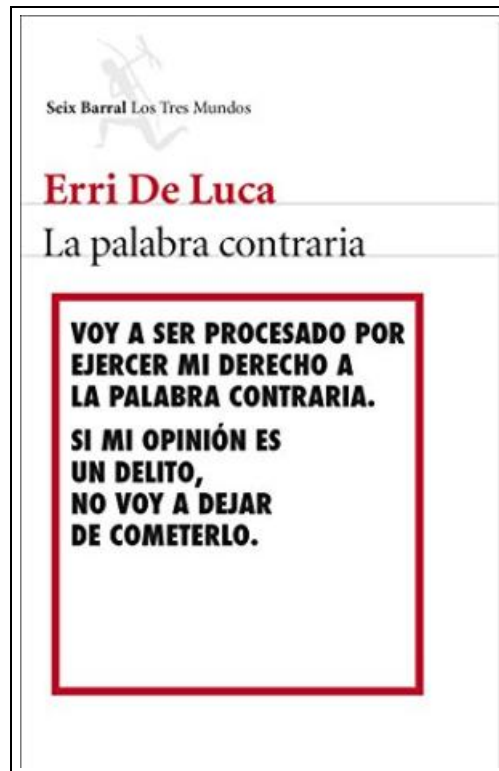 Seix Barral Los Tres Mundos
Erri De Luca
La palabra contraria
VOY A SER PROCESADO POR
EJERCER MI DERECHO A
LA PALABRA CONTRARIA.
SI MI OPINIÓN ES
UN DELITO,
NO VOY A DEJAR
DE COMETERLO.